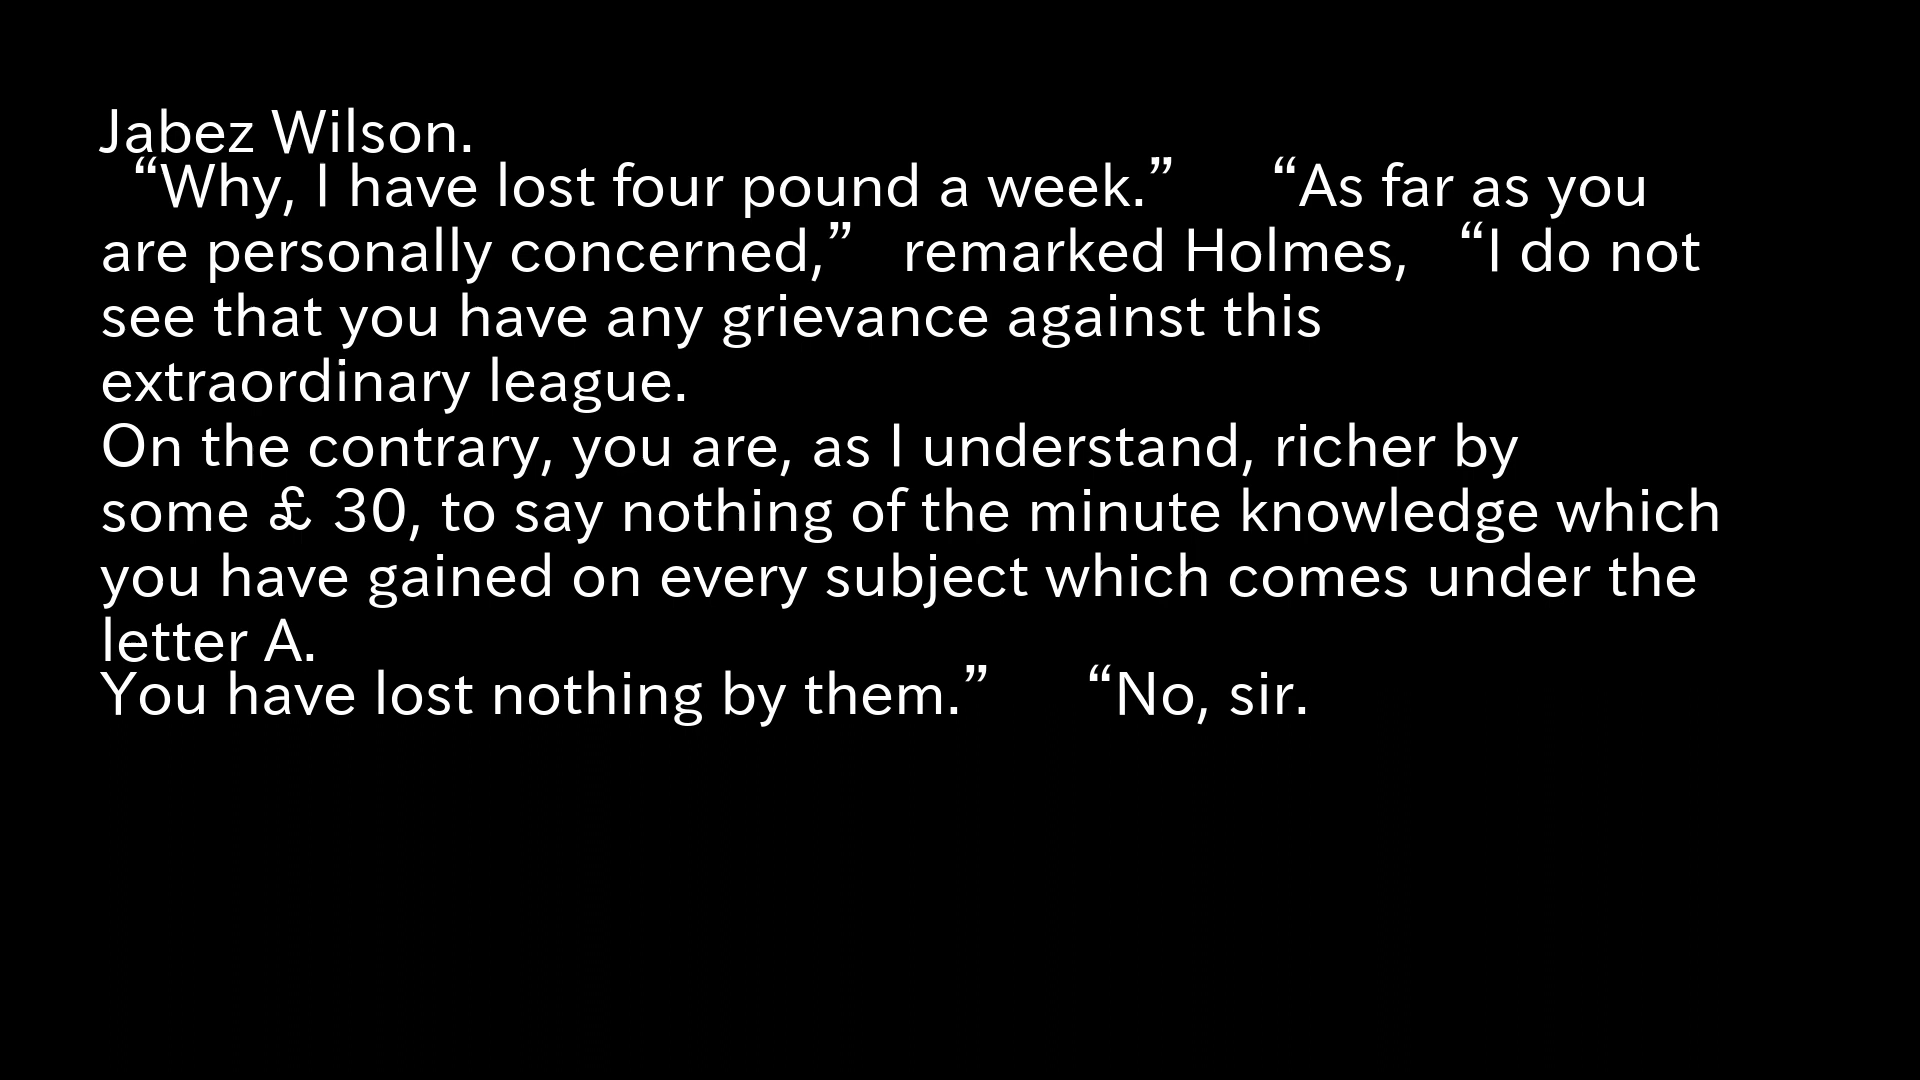 Jabez Wilson.
“Why, I have lost four pound a week.” “As far as you
are personally concerned,” remarked Holmes, “I do not
see that you have any grievance against this
extraordinary league.
On the contrary, you are, as I understand, richer by
some £ 30, to say nothing of the minute knowledge which
you have gained on every subject which comes under the
letter A.
You have lost nothing by them.” “No, sir.